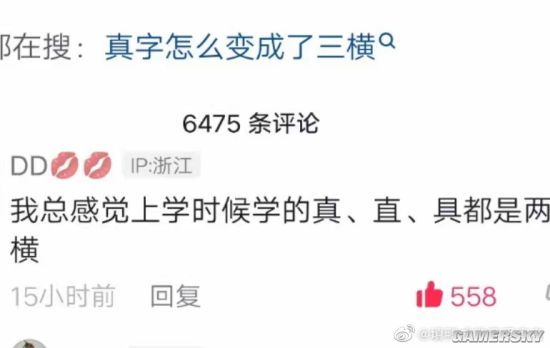 都在搜：真字怎么变成了三横
6475 条评论
DD💋💋 IP:浙江
我总感觉上学时候学的真、直、具都是两
横
15小时前 回复 558
GAMERSKY